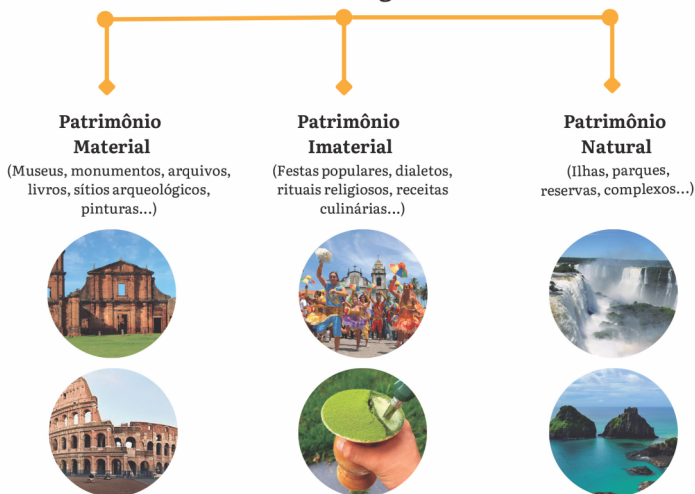 Patrimônio
Material
(Museus, monumentos, arquivos,
livros, sítios arqueológicos,
pinturas...)
Patrimônio
Imaterial
(Festas populares, dialetos,
rituais religiosos, receitas
culinárias...)
Patrimônio
Natural
(Ilhas, parques,
reservas, complexos...)